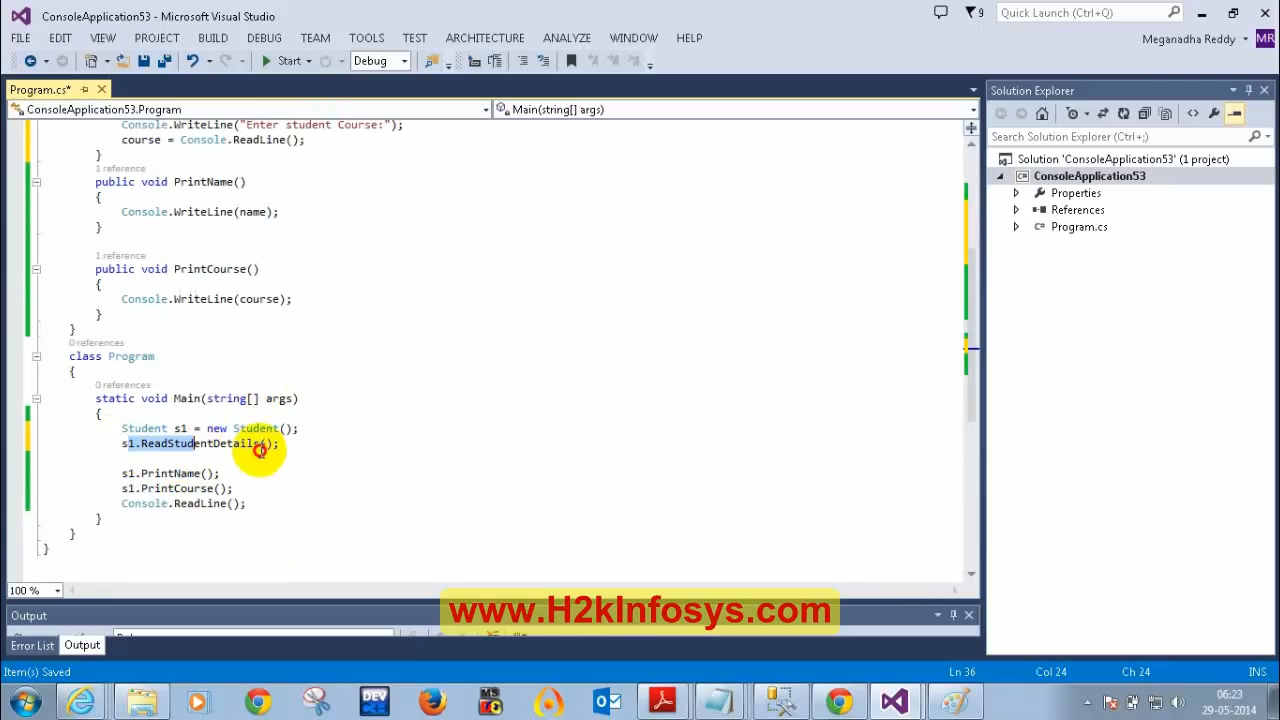 ConsoleApplication53 - Microsoft Visual Studio
9
Quick Launch (Ctrl+Q)
FILE EDIT VIEW PROJECT BUILD DEBUG TEAM TOOLS TEST ARCHITECTURE ANALYZE WINDOW HELP
Meganadha Reddy MR
Start Debug
Program.cs*
ConsoleApplication53.Program
Main(string[] args)
Console.WriteLine("Enter student Course:");
course = Console.ReadLine();
}
1 reference
public void PrintName()
{
Console.WriteLine(name);
}
1 reference
public void PrintCourse()
{
Console.WriteLine(course);
}
}
0 references
class Program
{
0 references
static void Main(string[] args)
{
Student s1 = new Student();
s1.ReadStudentDetails();
s1.PrintName();
s1.PrintCourse();
Console.ReadLine();
}
}
}
100 %
Solution Explorer
Search Solution Explorer (Ctrl+;)
Solution 'ConsoleApplication53' (1 project)
ConsoleApplication53
Properties
References
Program.cs
Output
www.H2kInfosys.com
Error List Output
Item(s) Saved
Ln 36 Col 24 Ch 24 INS
DEV
MS
06:23
29-05-2014